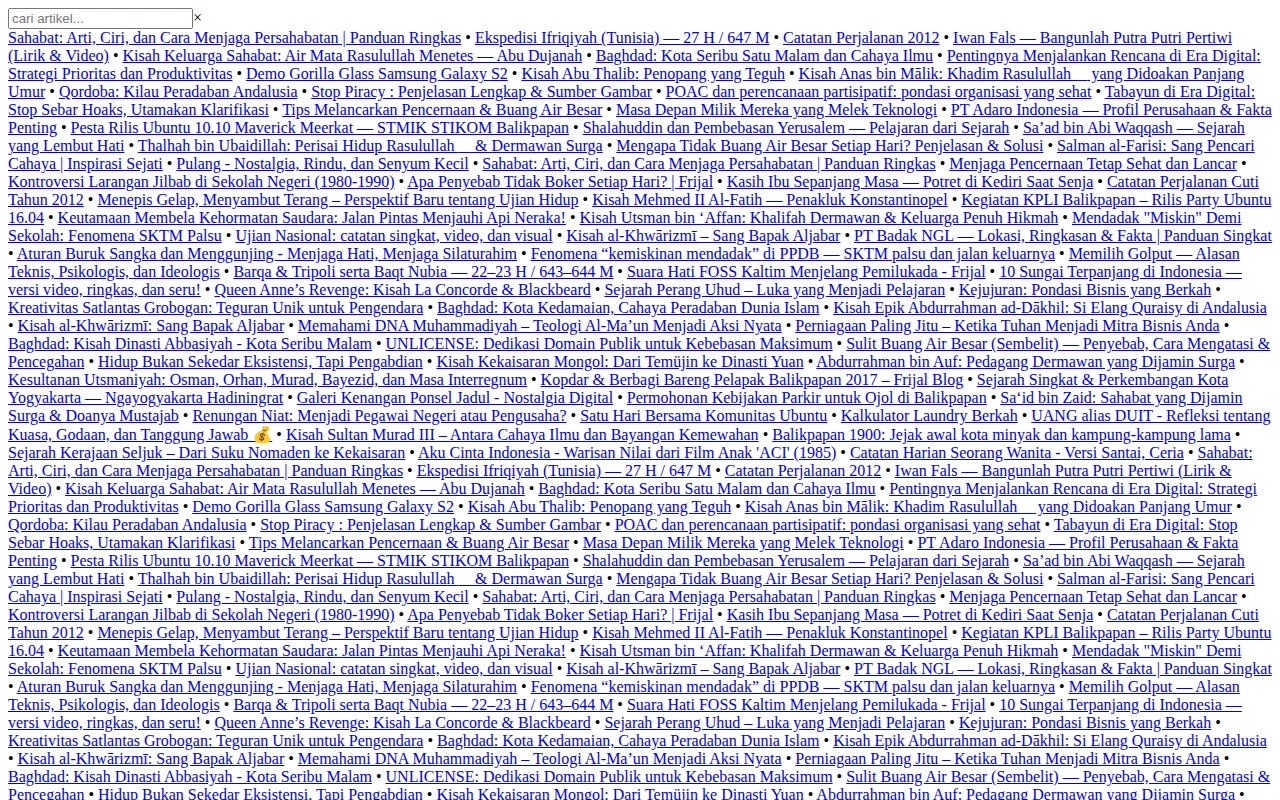 cari artikel... ×
Sahabat: Arti, Ciri, dan Cara Menjaga Persahabatan | Panduan Ringkas • Ekspedisi Ifriqiyah (Tunisia) — 27 H / 647 M • Catatan Perjalanan 2012 • Iwan Fals — Bangunlah Putra Putri Pertiwi
(Lirik & Video) • Kisah Keluarga Sahabat: Air Mata Rasulullah Menetes — Abu Dujanah • Baghdad: Kota Seribu Satu Malam dan Cahaya Ilmu • Pentingnya Menjalankan Rencana di Era Digital:
Strategi Prioritas dan Produktivitas • Demo Gorilla Glass Samsung Galaxy S2 • Kisah Abu Thalib: Penopang yang Teguh • Kisah Anas bin Mālik: Khadim Rasulullah yang Didoakan Panjang
Umur • Qordoba: Kilau Peradaban Andalusia • Stop Piracy : Penjelasan Lengkap & Sumber Gambar • POAC dan perencanaan partisipatif: pondasi organisasi yang sehat • Tabayun di Era Digital:
Stop Sebar Hoaks, Utamakan Klarifikasi • Tips Melancarkan Pencernaan & Buang Air Besar • Masa Depan Milik Mereka yang Melek Teknologi • PT Adaro Indonesia — Profil Perusahaan & Fakta
Penting • Pesta Rilis Ubuntu 10.10 Maverick Meerkat — STMIK STIKOM Balikpapan • Shalahuddin dan Pembebasan Yerusalem — Pelajaran dari Sejarah • Sa’ad bin Abi Waqqash — Sejarah
yang Lembut Hati • Thalhah bin Ubaidillah: Perisai Hidup Rasulullah & Dermawan Surga • Mengapa Tidak Buang Air Besar Setiap Hari? Penjelasan & Solusi • Salman al-Farisi: Sang Pencari
Cahaya | Inspirasi Sejati • Pulang - Nostalgia, Rindu, dan Senyum Kecil • Sahabat: Arti, Ciri, dan Cara Menjaga Persahabatan | Panduan Ringkas • Menjaga Pencernaan Tetap Sehat dan Lancar •
Kontroversi Larangan Jilbab di Sekolah Negeri (1980-1990) • Apa Penyebab Tidak Boker Setiap Hari? | Frijal • Kasih Ibu Sepanjang Masa — Potret di Kediri Saat Senja • Catatan Perjalanan Cuti
Tahun 2012 • Menepis Gelap, Menyambut Terang – Perspektif Baru tentang Ujian Hidup • Kisah Mehmed II Al-Fatih — Penakluk Konstantinopel • Kegiatan KPLI Balikpapan – Rilis Party Ubuntu
16.04 • Keutamaan Membela Kehormatan Saudara: Jalan Pintas Menjauhi Api Neraka! • Kisah Utsman bin ‘Affan: Khalifah Dermawan & Keluarga Penuh Hikmah • Mendadak "Miskin" Demi
Sekolah: Fenomena SKTM Palsu • Ujian Nasional: catatan singkat, video, dan visual • Kisah al-Khwārizmī – Sang Bapak Aljabar • PT Badak NGL — Lokasi, Ringkasan & Fakta | Panduan Singkat
• Aturan Buruk Sangka dan Menggunjing - Menjaga Hati, Menjaga Silaturahim • Fenomena “kemiskinan mendadak” di PPDB — SKTM palsu dan jalan keluarnya • Memilih Golput — Alasan
Teknis, Psikologis, dan Ideologis • Barqa & Tripoli serta Baqt Nubia — 22–23 H / 643–644 M • Suara Hati FOSS Kaltim Menjelang Pemilukada - Frijal • 10 Sungai Terpanjang di Indonesia —
versi video, ringkas, dan seru! • Queen Anne’s Revenge: Kisah La Concorde & Blackbeard • Sejarah Perang Uhud – Luka yang Menjadi Pelajaran • Kejujuran: Pondasi Bisnis yang Berkah •
Kreativitas Satlantas Grobogan: Teguran Unik untuk Pengendara • Baghdad: Kota Kedamaian, Cahaya Peradaban Dunia Islam • Kisah Epik Abdurrahman ad-Dākhil: Si Elang Quraisy di Andalusia
• Kisah al-Khwārizmī: Sang Bapak Aljabar • Memahami DNA Muhammadiyah – Teologi Al-Ma’un Menjadi Aksi Nyata • Perniagaan Paling Jitu – Ketika Tuhan Menjadi Mitra Bisnis Anda •
Baghdad: Kisah Dinasti Abbasiyah - Kota Seribu Malam • UNLICENSE: Dedikasi Domain Publik untuk Kebebasan Maksimum • Sulit Buang Air Besar (Sembelit) — Penyebab, Cara Mengatasi &
Pencegahan • Hidup Bukan Sekedar Eksistensi, Tapi Pengabdian • Kisah Kekaisaran Mongol: Dari Temüjin ke Dinasti Yuan • Abdurrahman bin Auf: Pedagang Dermawan yang Dijamin Surga •
Kesultanan Utsmaniyah: Osman, Orhan, Murad, Bayezid, dan Masa Interregnum • Kopdar & Berbagi Bareng Pelapak Balikpapan 2017 – Frijal Blog • Sejarah Singkat & Perkembangan Kota
Yogyakarta — Ngayogyakarta Hadiningrat • Galeri Kenangan Ponsel Jadul - Nostalgia Digital • Permohonan Kebijakan Parkir untuk Ojol di Balikpapan • Sa‘id bin Zaid: Sahabat yang Dijamin
Surga & Doanya Mustajab • Renungan Niat: Menjadi Pegawai Negeri atau Pengusaha? • Satu Hari Bersama Komunitas Ubuntu • Kalkulator Laundry Berkah • UANG alias DUIT - Refleksi tentang
Kuasa, Godaan, dan Tanggung Jawab 💰 • Kisah Sultan Murad III – Antara Cahaya Ilmu dan Bayangan Kemewahan • Balikpapan 1900: Jejak awal kota minyak dan kampung-kampung lama •
Sejarah Kerajaan Seljuk – Dari Suku Nomaden ke Kekaisaran • Aku Cinta Indonesia - Warisan Nilai dari Film Anak 'ACI' (1985) • Catatan Harian Seorang Wanita - Versi Santai, Ceria • Sahabat:
Arti, Ciri, dan Cara Menjaga Persahabatan | Panduan Ringkas • Ekspedisi Ifriqiyah (Tunisia) — 27 H / 647 M • Catatan Perjalanan 2012 • Iwan Fals — Bangunlah Putra Putri Pertiwi (Lirik &
Video) • Kisah Keluarga Sahabat: Air Mata Rasulullah Menetes — Abu Dujanah • Baghdad: Kota Seribu Satu Malam dan Cahaya Ilmu • Pentingnya Menjalankan Rencana di Era Digital: Strategi
Prioritas dan Produktivitas • Demo Gorilla Glass Samsung Galaxy S2 • Kisah Abu Thalib: Penopang yang Teguh • Kisah Anas bin Mālik: Khadim Rasulullah yang Didoakan Panjang Umur •
Qordoba: Kilau Peradaban Andalusia • Stop Piracy : Penjelasan Lengkap & Sumber Gambar • POAC dan perencanaan partisipatif: pondasi organisasi yang sehat • Tabayun di Era Digital: Stop
Sebar Hoaks, Utamakan Klarifikasi • Tips Melancarkan Pencernaan & Buang Air Besar • Masa Depan Milik Mereka yang Melek Teknologi • PT Adaro Indonesia — Profil Perusahaan & Fakta
Penting • Pesta Rilis Ubuntu 10.10 Maverick Meerkat — STMIK STIKOM Balikpapan • Shalahuddin dan Pembebasan Yerusalem — Pelajaran dari Sejarah • Sa’ad bin Abi Waqqash — Sejarah
yang Lembut Hati • Thalhah bin Ubaidillah: Perisai Hidup Rasulullah & Dermawan Surga • Mengapa Tidak Buang Air Besar Setiap Hari? Penjelasan & Solusi • Salman al-Farisi: Sang Pencari
Cahaya | Inspirasi Sejati • Pulang - Nostalgia, Rindu, dan Senyum Kecil • Sahabat: Arti, Ciri, dan Cara Menjaga Persahabatan | Panduan Ringkas • Menjaga Pencernaan Tetap Sehat dan Lancar •
Kontroversi Larangan Jilbab di Sekolah Negeri (1980-1990) • Apa Penyebab Tidak Boker Setiap Hari? | Frijal • Kasih Ibu Sepanjang Masa — Potret di Kediri Saat Senja • Catatan Perjalanan Cuti
Tahun 2012 • Menepis Gelap, Menyambut Terang – Perspektif Baru tentang Ujian Hidup • Kisah Mehmed II Al-Fatih — Penakluk Konstantinopel • Kegiatan KPLI Balikpapan – Rilis Party Ubuntu
16.04 • Keutamaan Membela Kehormatan Saudara: Jalan Pintas Menjauhi Api Neraka! • Kisah Utsman bin ‘Affan: Khalifah Dermawan & Keluarga Penuh Hikmah • Mendadak "Miskin" Demi
Sekolah: Fenomena SKTM Palsu • Ujian Nasional: catatan singkat, video, dan visual • Kisah al-Khwārizmī – Sang Bapak Aljabar • PT Badak NGL — Lokasi, Ringkasan & Fakta | Panduan Singkat
• Aturan Buruk Sangka dan Menggunjing - Menjaga Hati, Menjaga Silaturahim • Fenomena “kemiskinan mendadak” di PPDB — SKTM palsu dan jalan keluarnya • Memilih Golput — Alasan
Teknis, Psikologis, dan Ideologis • Barqa & Tripoli serta Baqt Nubia — 22–23 H / 643–644 M • Suara Hati FOSS Kaltim Menjelang Pemilukada - Frijal • 10 Sungai Terpanjang di Indonesia —
versi video, ringkas, dan seru! • Queen Anne’s Revenge: Kisah La Concorde & Blackbeard • Sejarah Perang Uhud – Luka yang Menjadi Pelajaran • Kejujuran: Pondasi Bisnis yang Berkah •
Kreativitas Satlantas Grobogan: Teguran Unik untuk Pengendara • Baghdad: Kota Kedamaian, Cahaya Peradaban Dunia Islam • Kisah Epik Abdurrahman ad-Dākhil: Si Elang Quraisy di Andalusia
• Kisah al-Khwārizmī: Sang Bapak Aljabar • Memahami DNA Muhammadiyah – Teologi Al-Ma’un Menjadi Aksi Nyata • Perniagaan Paling Jitu – Ketika Tuhan Menjadi Mitra Bisnis Anda •
Baghdad: Kisah Dinasti Abbasiyah - Kota Seribu Malam • UNLICENSE: Dedikasi Domain Publik untuk Kebebasan Maksimum • Sulit Buang Air Besar (Sembelit) — Penyebab, Cara Mengatasi &
Pencegahan • Hidup Bukan Sekedar Eksistensi, Tapi Pengabdian • Kisah Kekaisaran Mongol: Dari Temüjin ke Dinasti Yuan • Abdurrahman bin Auf: Pedagang Dermawan yang Dijamin Surga •